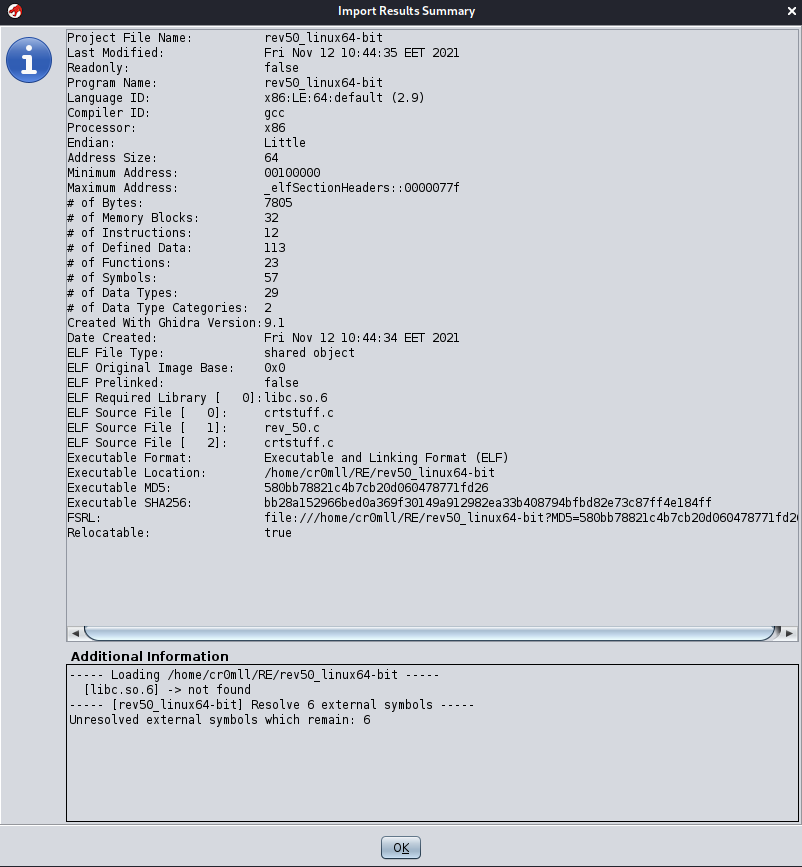 Import Results Summary
Project File Name: rev50_linux64-bit
Last Modified: Fri Nov 12 10:44:35 EET 2021
Readonly: false
Program Name: rev50_linux64-bit
Language ID: x86:LE:64:default (2.9)
Compiler ID: gcc
Processor: x86
Endian: Little
Address Size: 64
Minimum Address: 00100000
Maximum Address: _elfSectionHeaders::0000077f
# of Bytes: 7805
# of Memory Blocks: 32
# of Instructions: 12
# of Defined Data: 113
# of Functions: 23
# of Symbols: 57
# of Data Types: 29
# of Data Type Categories: 2
Created With Ghidra Version: 9.1
Date Created: Fri Nov 12 10:44:34 EET 2021
ELF File Type: shared object
ELF Original Image Base: 0x0
ELF Prelinked: false
ELF Required Library [ 0]: libc.so.6
ELF Source File [ 0]: crtstuff.c
ELF Source File [ 1]: rev_50.c
ELF Source File [ 2]: crtstuff.c
Executable Format: Executable and Linking Format (ELF)
Executable Location: /home/cr0mll/RE/rev50_linux64-bit
Executable MD5: 580bb78821c4b7cb20d060478771fd26
Executable SHA256: bb28a152966bed0a369f30149a912982ea33b408794bfbd82e73c87ff4e184ff
FSRL: file:///home/cr0mll/RE/rev50_linux64-bit?MD5=580bb78821c4b7cb20d060478771fd2
Relocatable: true
Additional Information
----- Loading /home/cr0mll/RE/rev50_linux64-bit -----
[libc.so.6] -> not found
----- [rev50_linux64-bit] Resolve 6 external symbols -----
Unresolved external symbols which remain: 6
OK